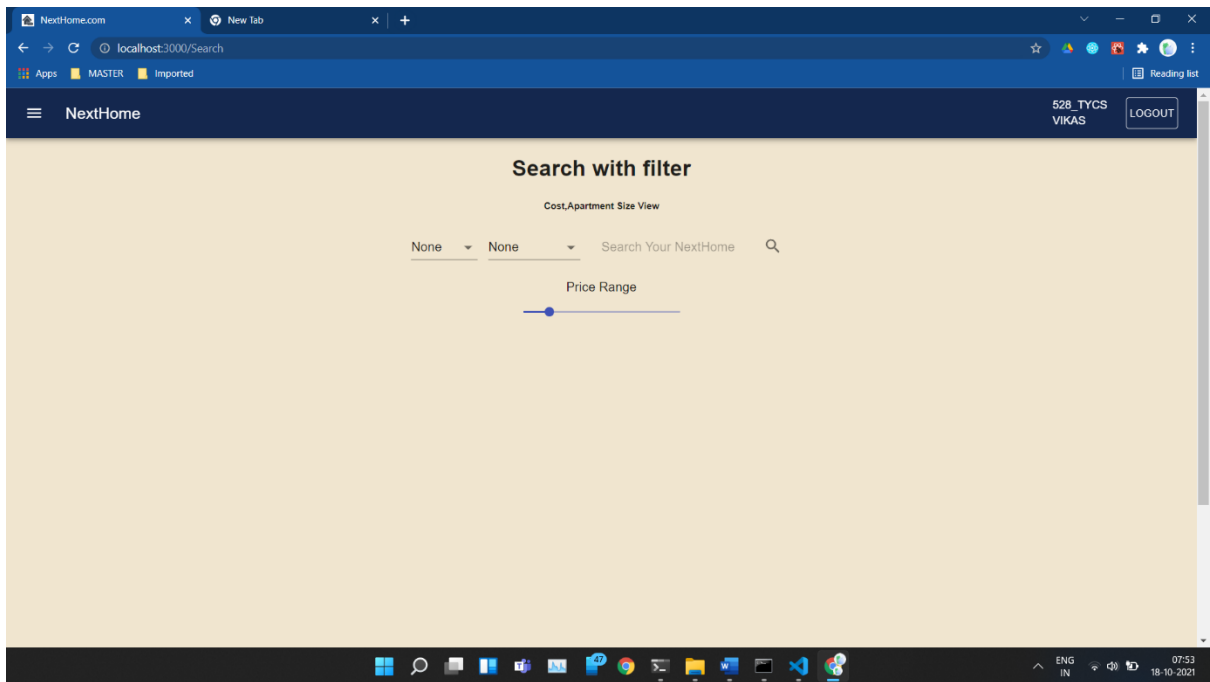 NextHome.com
New Tab
localhost:3000/Search
Apps MASTER Imported Reading list
NextHome
528_TYCS
VIKAS
LOGOUT
Search with filter
Cost,Apartment Size View
None None Search Your NextHome
Price Range
47
ENG
IN
07:53
18-10-2021